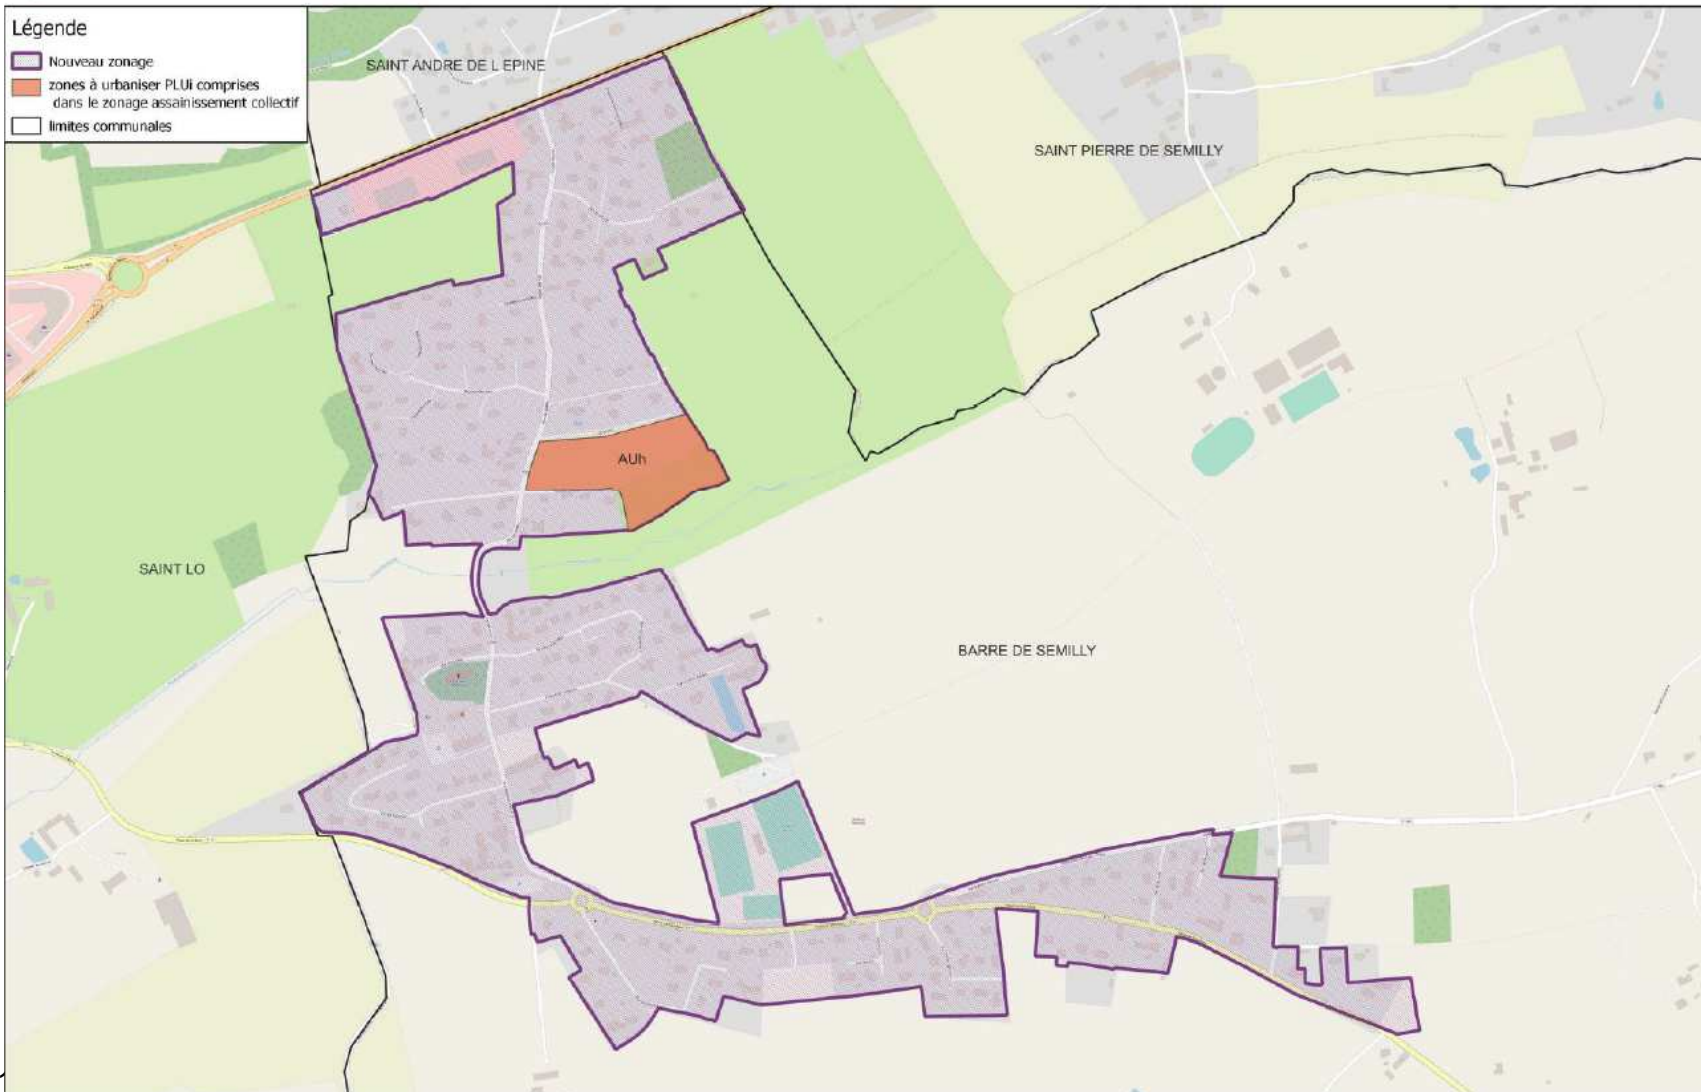 Légende
Nouveau zonage
zones à urbaniser PLUi comprises
dans le zonage assainissement collectif
limites communales
SAINT ANDRE DE L EPINE
SAINT PIERRE DE SEMILLY
AUh
SAINT LO
BARRE DE SEMILLY